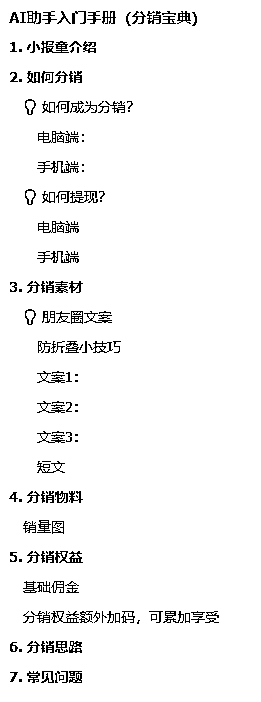 AI助手入门手册（分销宝典）
1. 小报童介绍
2. 如何分销
如何成为分销？
电脑端：
手机端：
如何提现？
电脑端
手机端
3. 分销素材
朋友圈文案
防折叠小技巧
文案1：
文案2：
文案3：
短文
4. 分销物料
销量图
5. 分销权益
基础佣金
分销权益额外加码，可累加享受
6. 分销思路
7. 常见问题